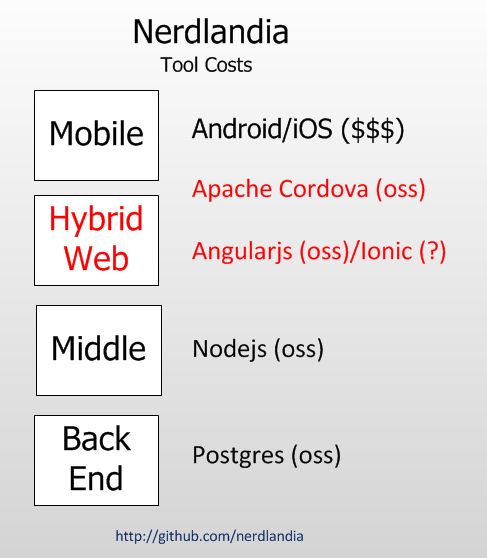 Nerdlandia
Tool Costs
Mobile
Android/iOS ($$$)
Apache Cordova (oss)
Hybrid
Web
Angularjs (oss)/Ionic (?)
Middle
Nodejs (oss)
Back
End
Postgres (oss)
http://github.com/nerdlandia